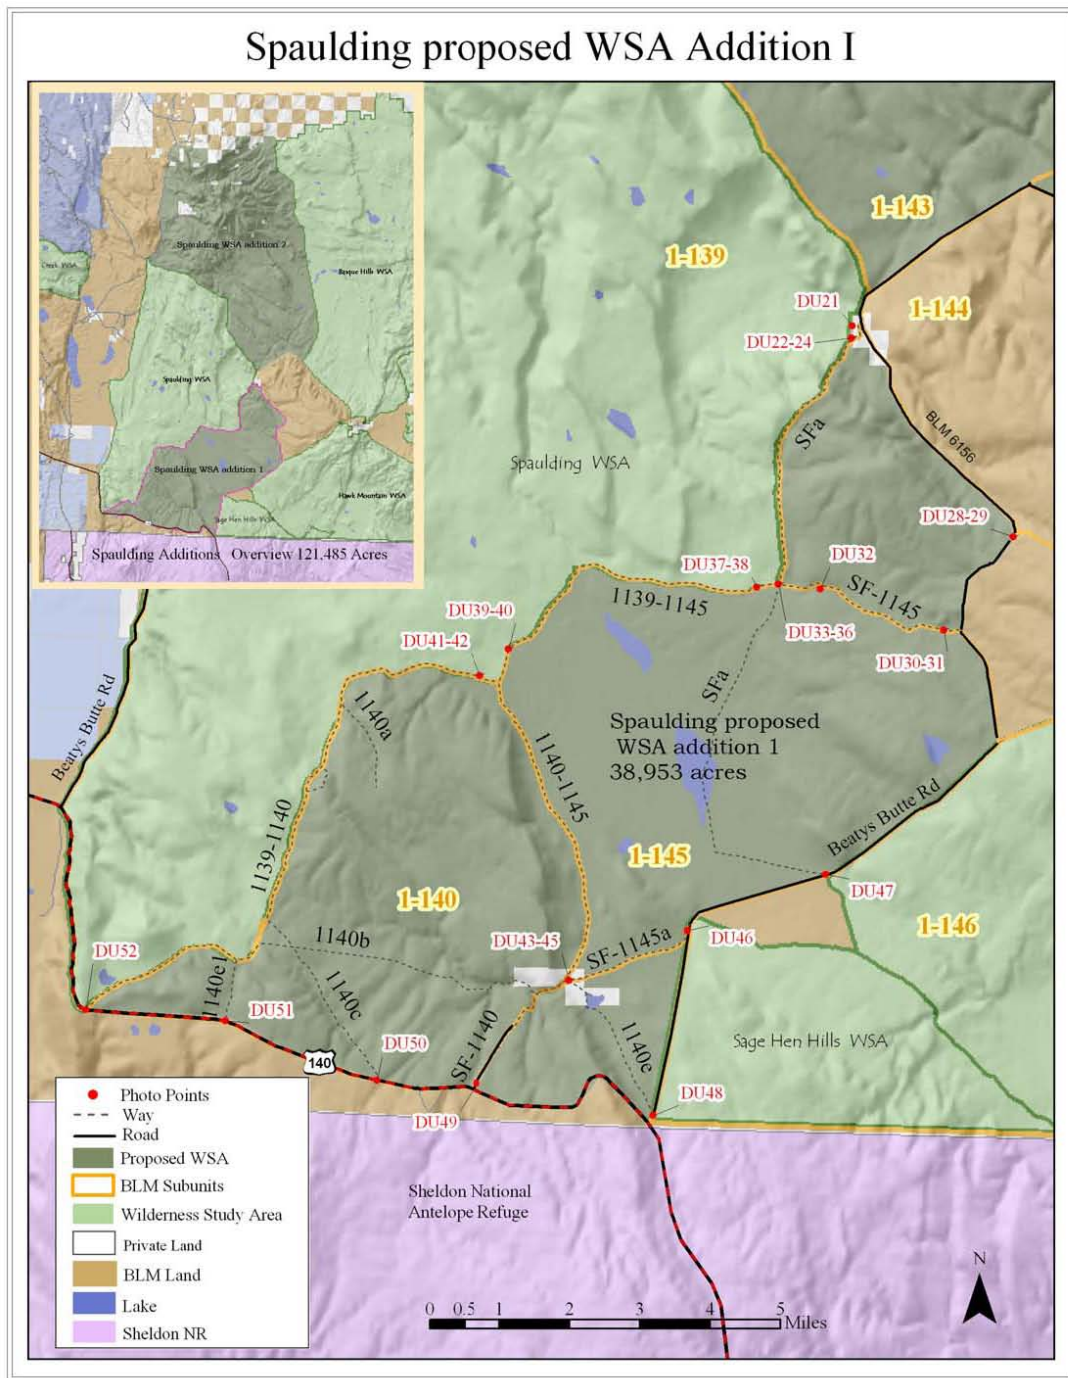 Spaulding proposed WSA Addition I
Spaulding WSA addition 2
Creek WSA
Spaulding WSA
Spaulding WSA addition 1
Hawk Mountain WSA
Sage Hen Hills WSA
Spaulding Additions Overview 121,485 Acres
1-143
1-139
1-144
DU21
DU22-24
SFa
BLM 6156
Spaulding WSA
DU28-29
DU37-38
DU32
SF-1145
1139-1145
DU39-40
DU33-36
DU41-42
DU30-31
Beatys Butte Rd
1140a
SFa
Spaulding proposed
WSA addition 1
38,953 acres
1140-1145
1139-1140
Beatys Butte Rd
1-145
1-140
DU47
1-146
1140b
DU43-45
SF-1145a
DU46
DU52
1140e1
DU51
1140c
SF-1140
1140e
Sage Hen Hills WSA
DU50
140
DU49
DU48
Photo Points
Way
Road
Proposed WSA
BLM Subunits
Wilderness Study Area
Private Land
BLM Land
Lake
Sheldon NR
Sheldon National
Antelope Refuge
N
0 0.5 1 2 3 4 5
Miles